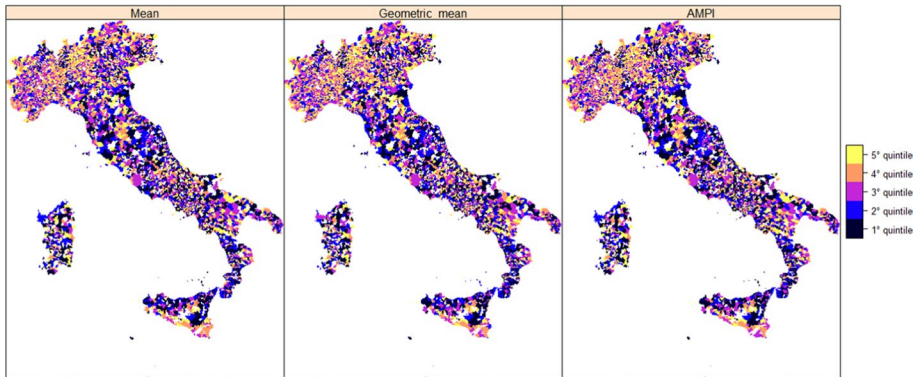 Mean
Geometric mean
AMPI
5° quintile
4° quintile
3° quintile
2° quintile
1° quintile